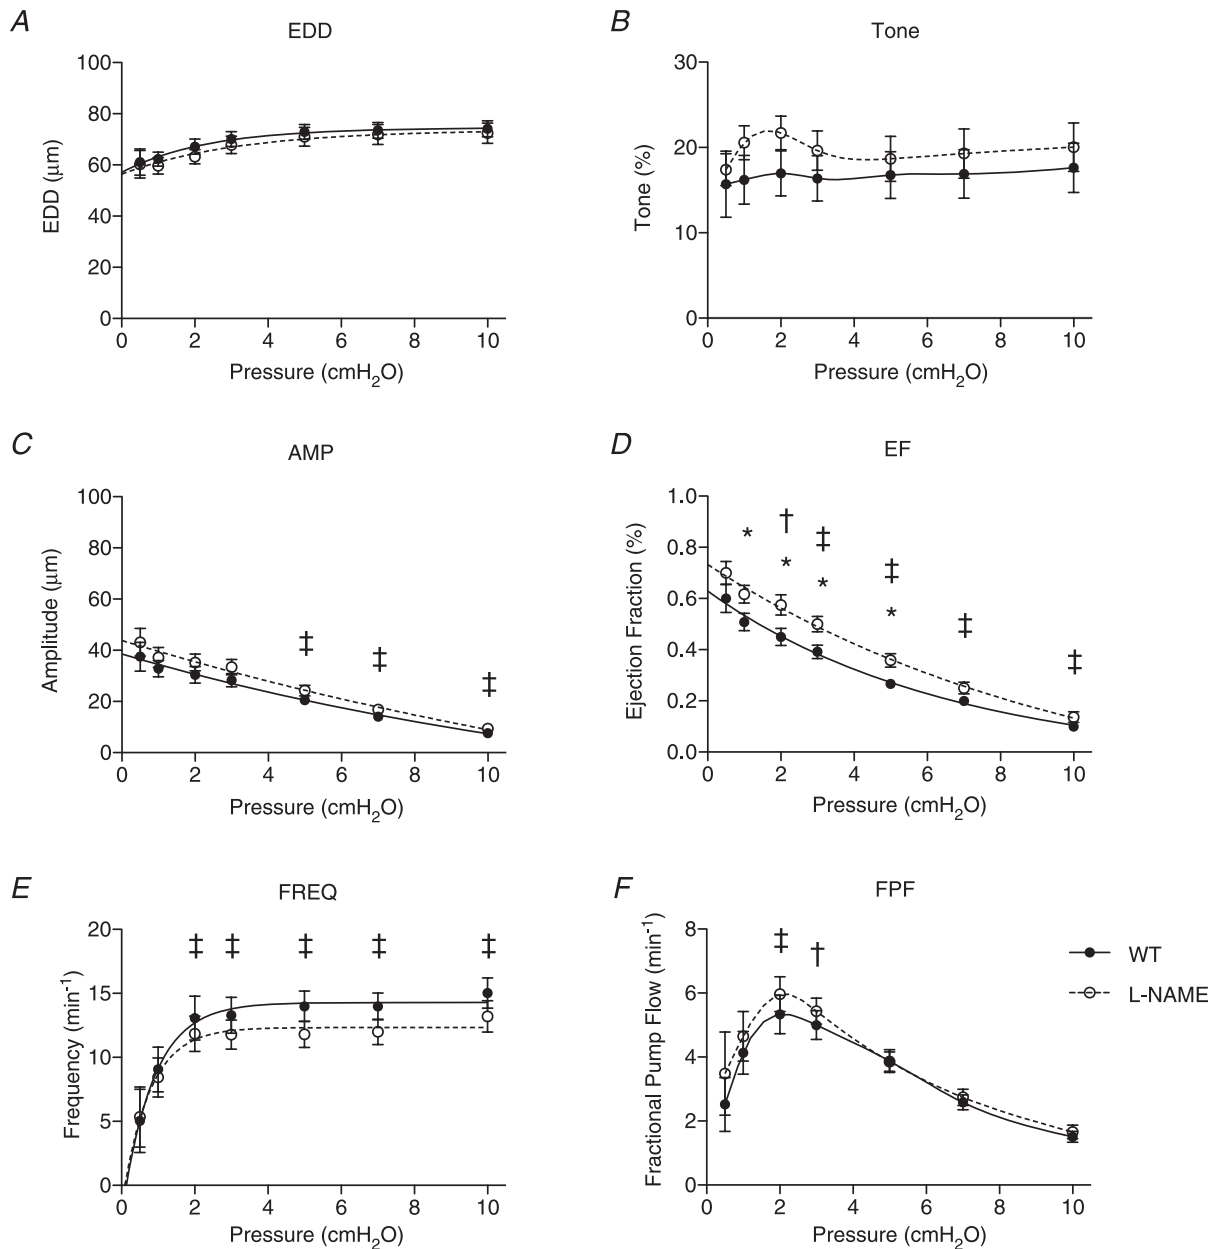 A
EDD
EDD (μm)
100
80
60
40
20
0
0 2 4 6 8 10
Pressure (cmH₂O)
B
Tone
Tone (%)
30
20
10
0
0 2 4 6 8 10
Pressure (cmH₂O)
C
AMP
Amplitude (μm)
100
80
60
40
20
0
‡ ‡ ‡
0 2 4 6 8 10
Pressure (cmH₂O)
D
EF
Ejection Fraction (%)
1.0
0.8
0.6
0.4
0.2
0.0
* † ‡ ‡ ‡ ‡
* * *
0 2 4 6 8 10
Pressure (cmH₂O)
E
FREQ
Frequency (min⁻¹)
20
15
10
5
0
‡ ‡ ‡ ‡ ‡
0 2 4 6 8 10
Pressure (cmH₂O)
F
FPF
Fractional Pump Flow (min⁻¹)
8
6
4
2
0
‡ †
0 2 4 6 8 10
Pressure (cmH₂O)
WT
L-NAME